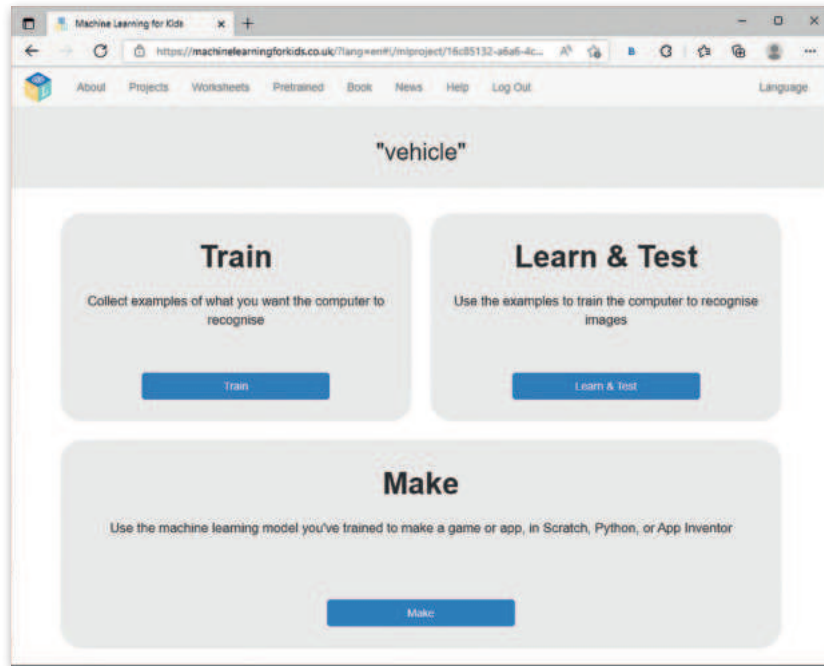 Machine Learning for Kids
https://machinelearningforkids.co.uk/?lang=en#!/mlproject/16c85132-a6a6-4c...
About Projects Worksheets Pretrained Book News Help Log Out Language
"vehicle"
Train
Collect examples of what you want the computer to
recognise
Train
Learn & Test
Use the examples to train the computer to recognise
images
Learn & Test
Make
Use the machine learning model you've trained to make a game or app, in Scratch, Python, or App Inventor
Make